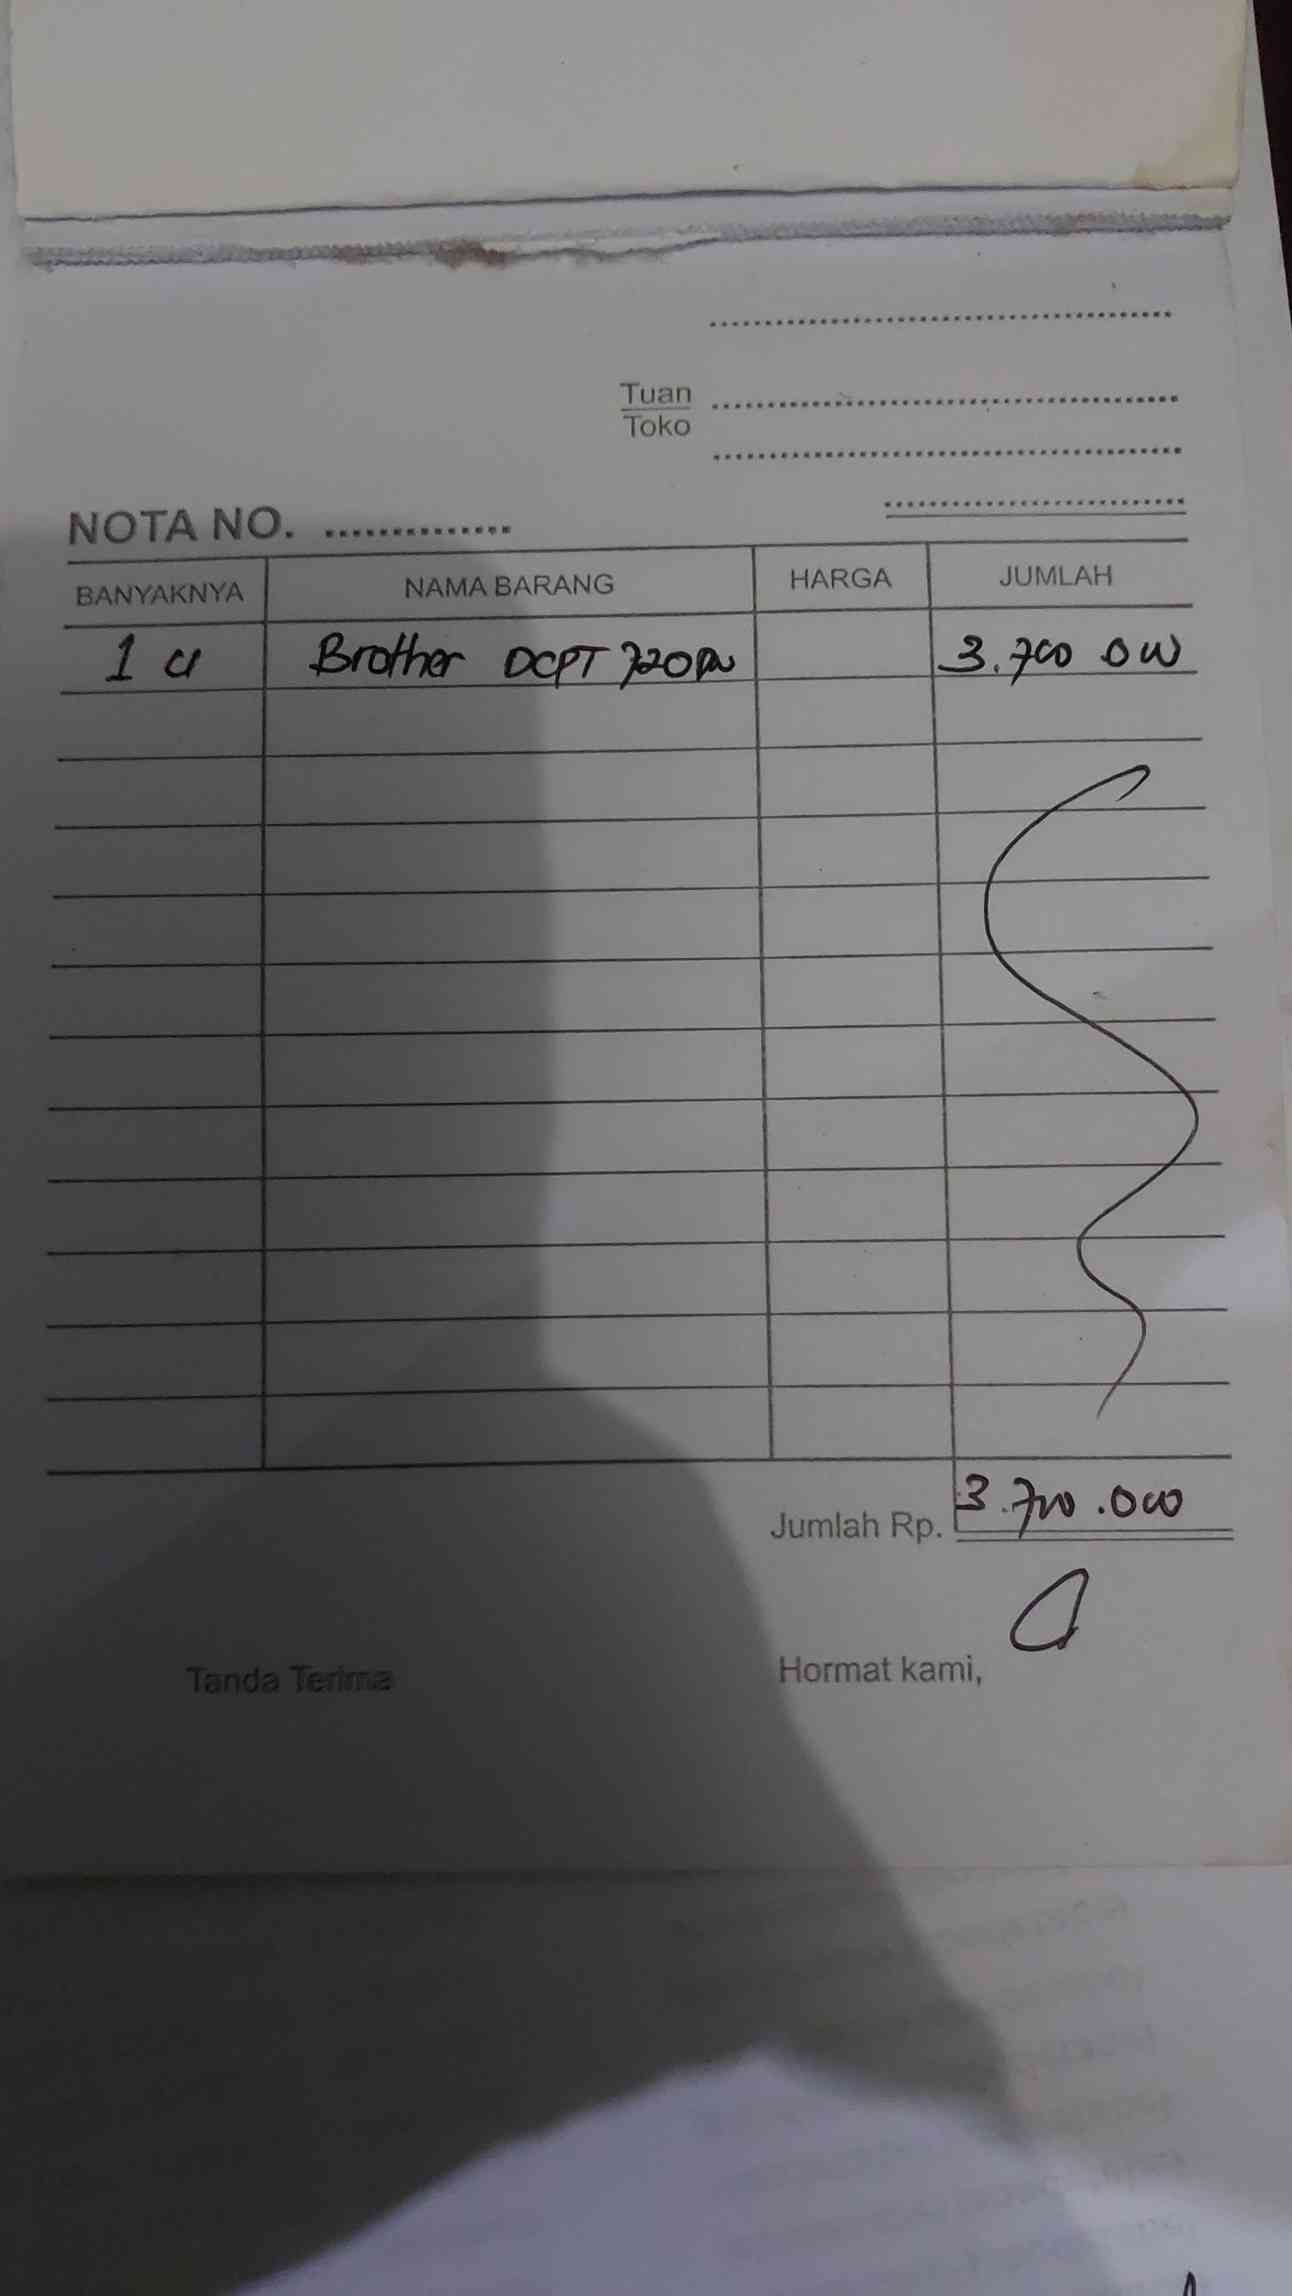 Tuan
Toko
NOTA NO.
BANYAKNYA NAMA BARANG HARGA JUMLAH
1 Brother DCPT 720DW 3.700 000
Jumlah Rp. 3.700.000
Tanda Terima Hormat kami,